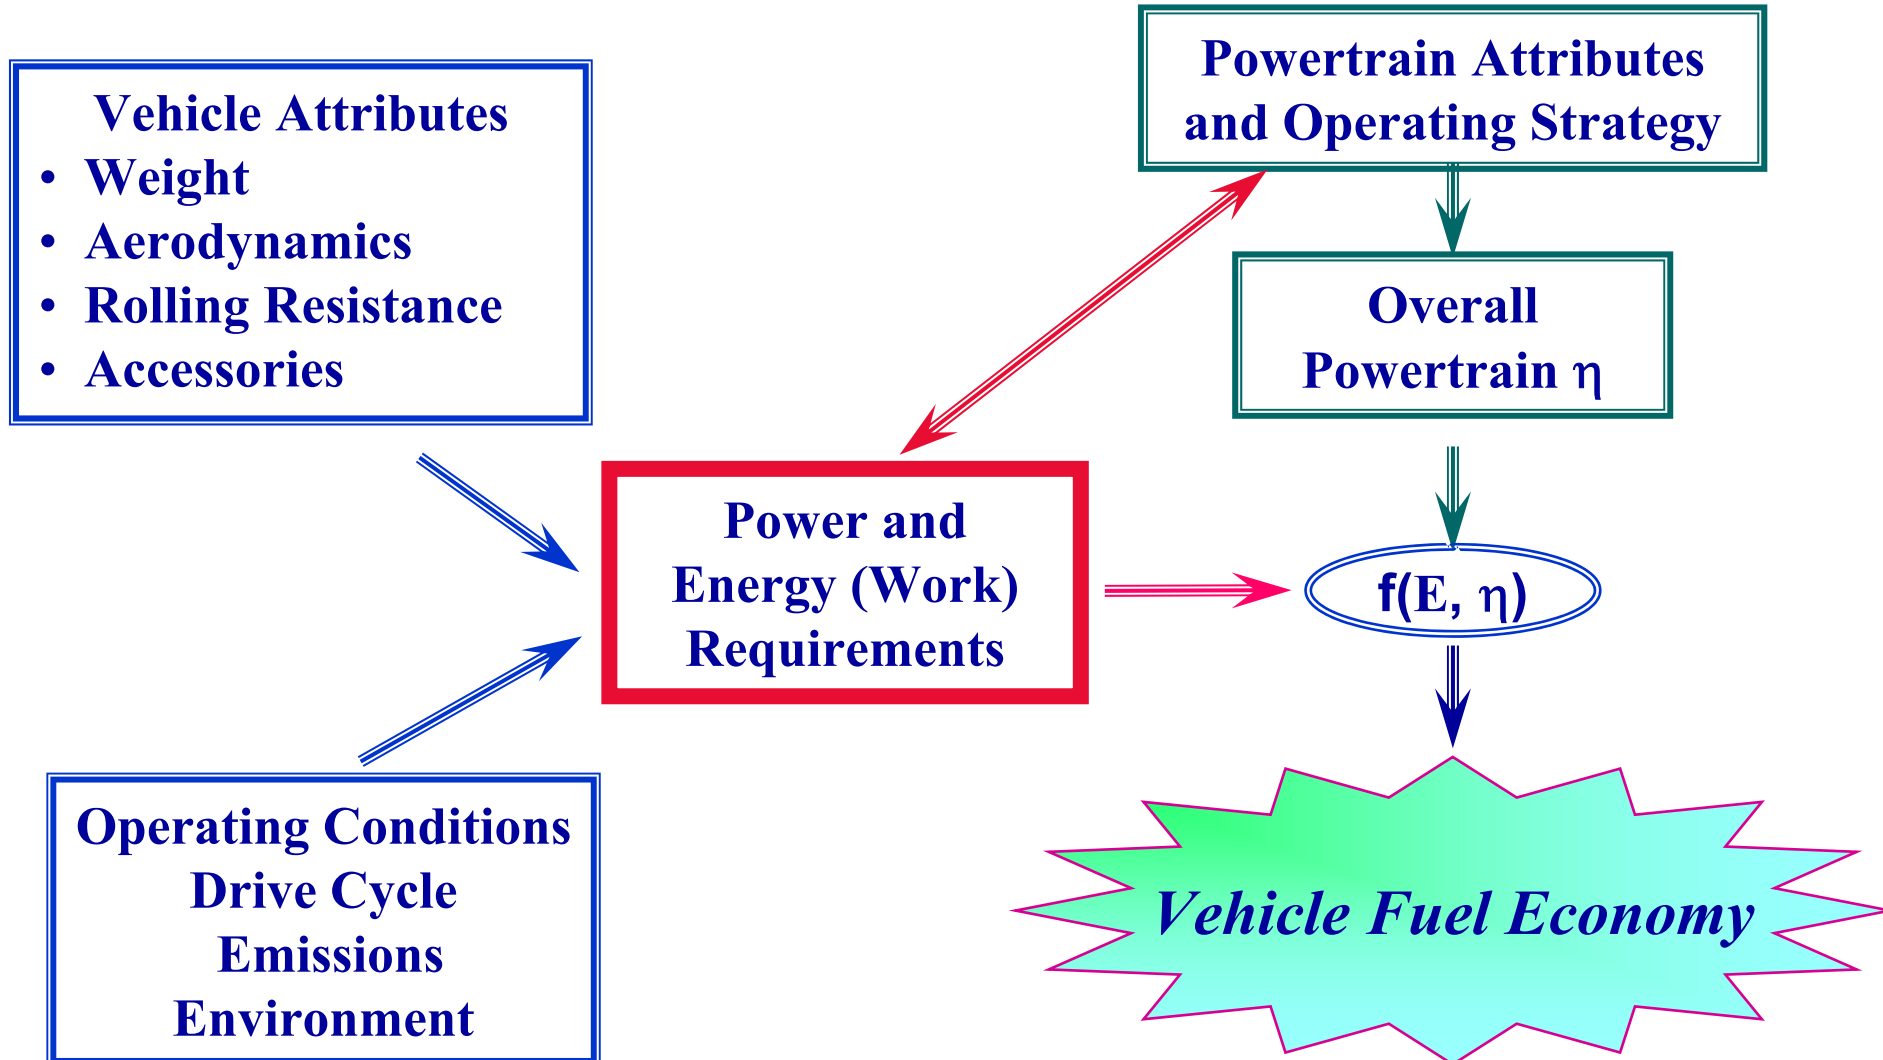 Vehicle Attributes
• Weight
• Aerodynamics
• Rolling Resistance
• Accessories
Powertrain Attributes
and Operating Strategy
Overall
Powertrain η
Power and
Energy (Work)
Requirements
f(E, η)
Operating Conditions
Drive Cycle
Emissions
Environment
Vehicle Fuel Economy